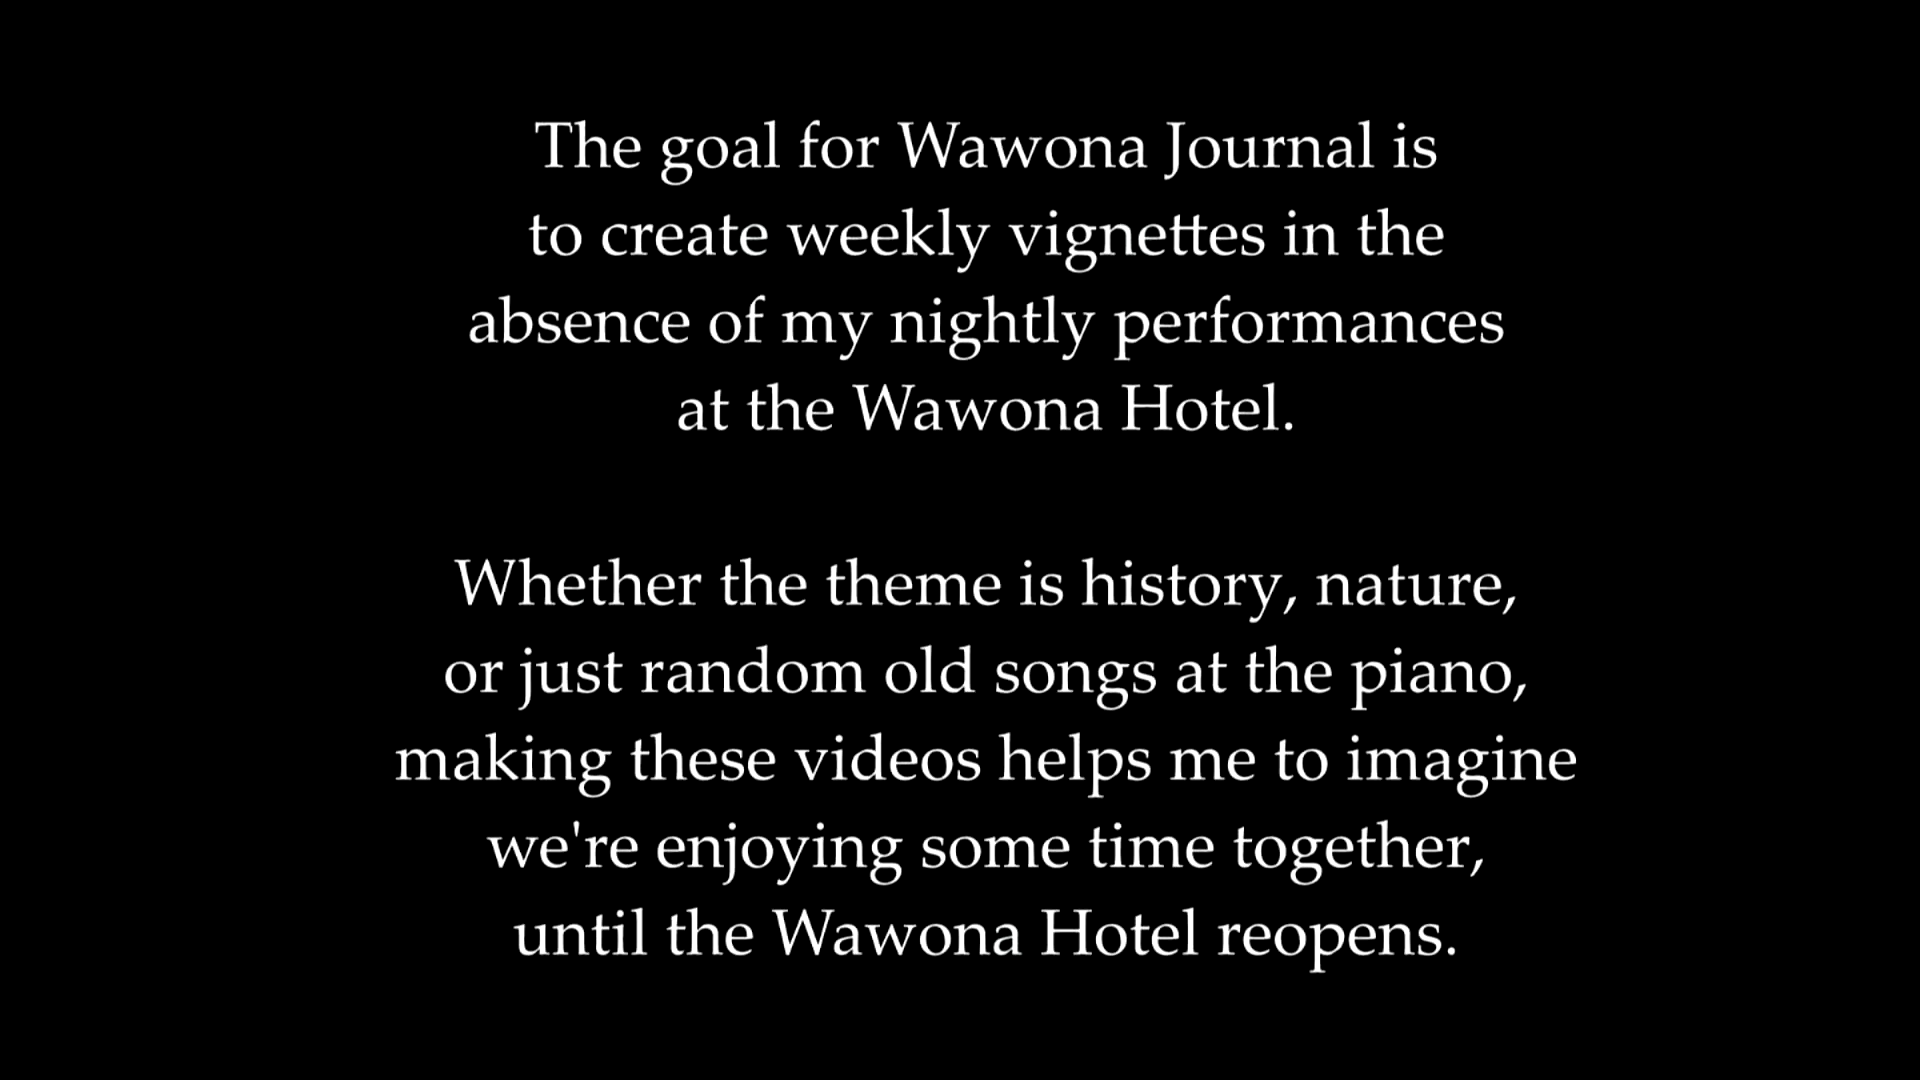 The goal for Wawona Journal is
to create weekly vignettes in the
absence of my nightly performances
at the Wawona Hotel.
Whether the theme is history, nature,
or just random old songs at the piano,
making these videos helps me to imagine
we're enjoying some time together,
until the Wawona Hotel reopens.